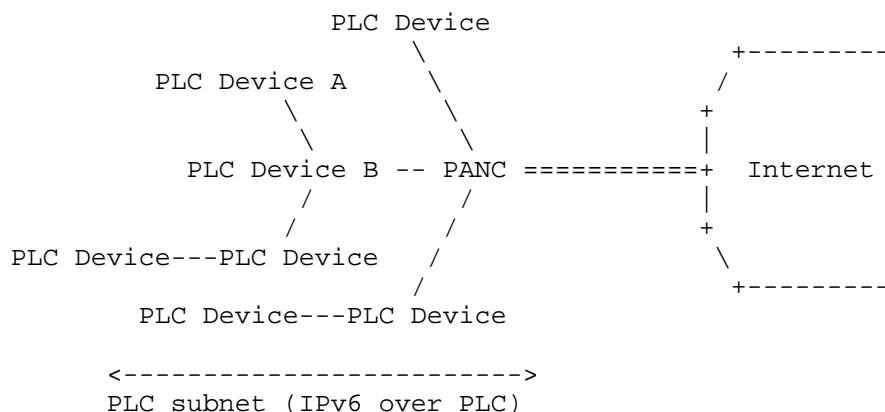 PLC Device
PLC Device A
PLC Device B -- PANC ===========+ Internet
PLC Device---PLC Device
PLC Device---PLC Device
PLC subnet (IPv6 over PLC)